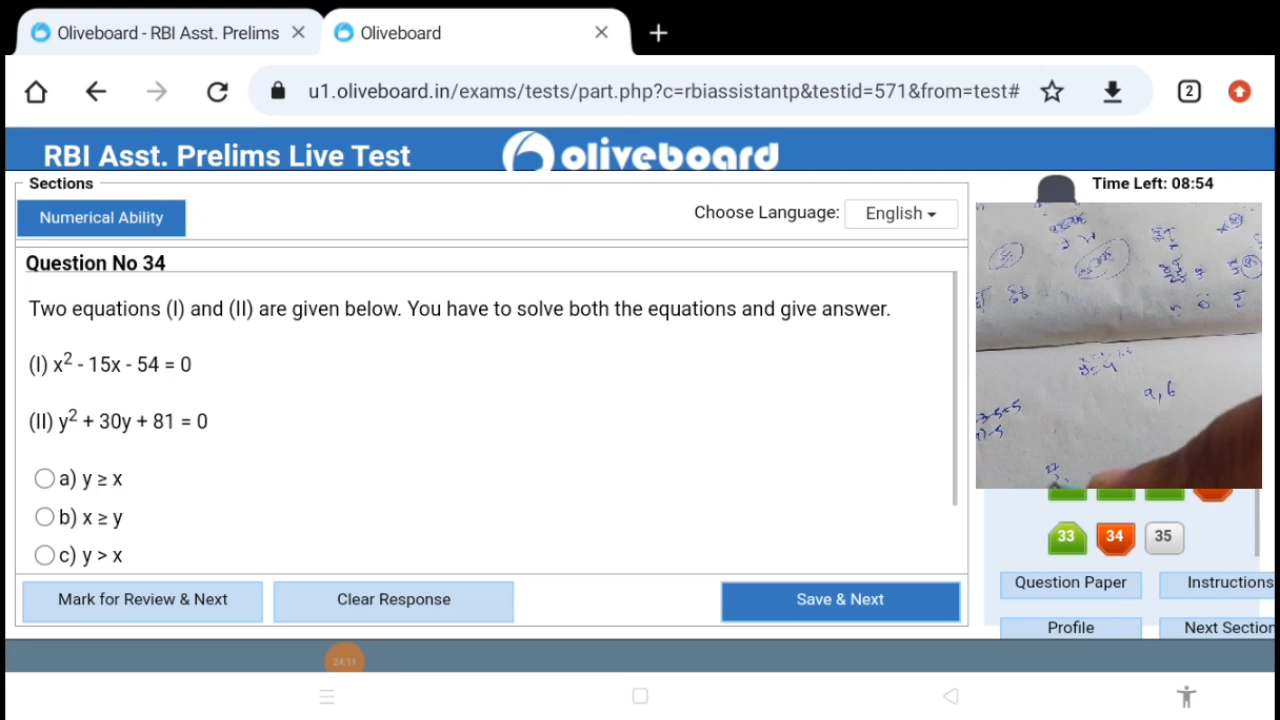 Oliveboard - RBI Asst. Prelims
Oliveboard
u1.oliveboard.in/exams/tests/part.php?c=rbiassistantp&testid=571&from=test#
2
RBI Asst. Prelims Live Test
oliveboard
Sections
Time Left: 08:54
Numerical Ability
Choose Language:
English
Question No 34
Two equations (I) and (II) are given below. You have to solve both the equations and give answer.
(I) x² - 15x - 54 = 0
(II) y² + 30y + 81 = 0
a) y ≥ x
b) x ≥ y
c) y > x
9, 6
33
34
35
Mark for Review & Next
Clear Response
Save & Next
Question Paper
Instructions
Profile
Next Section
24:11